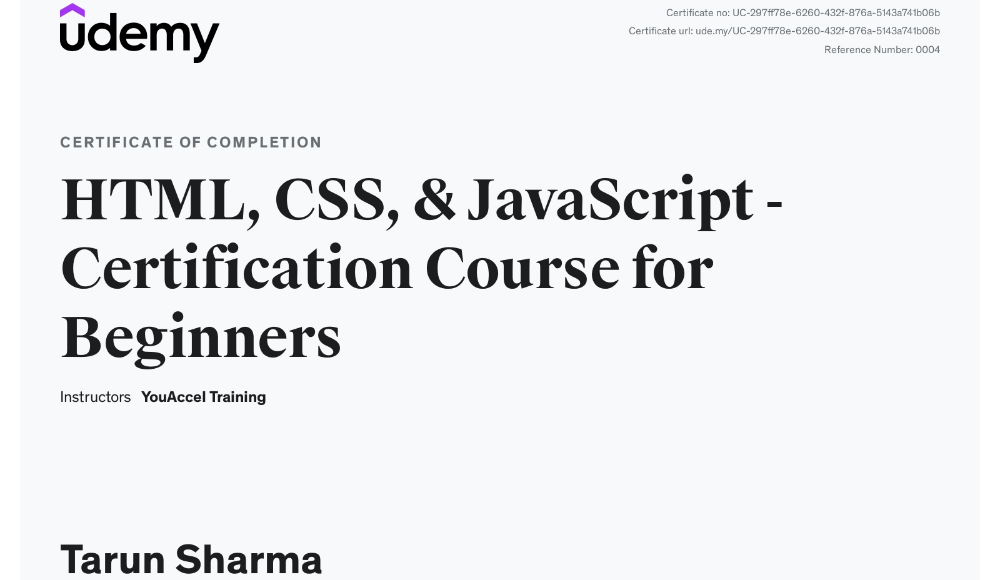 udemy
Certificate no: UC-297ff78e-6260-432f-876a-5143a741b06b
Certificate url: ude.my/UC-297ff78e-6260-432f-876a-5143a741b06b
Reference Number: 0004
CERTIFICATE OF COMPLETION
HTML, CSS, & JavaScript -
Certification Course for
Beginners
Instructors YouAccel Training
Tarun Sharma